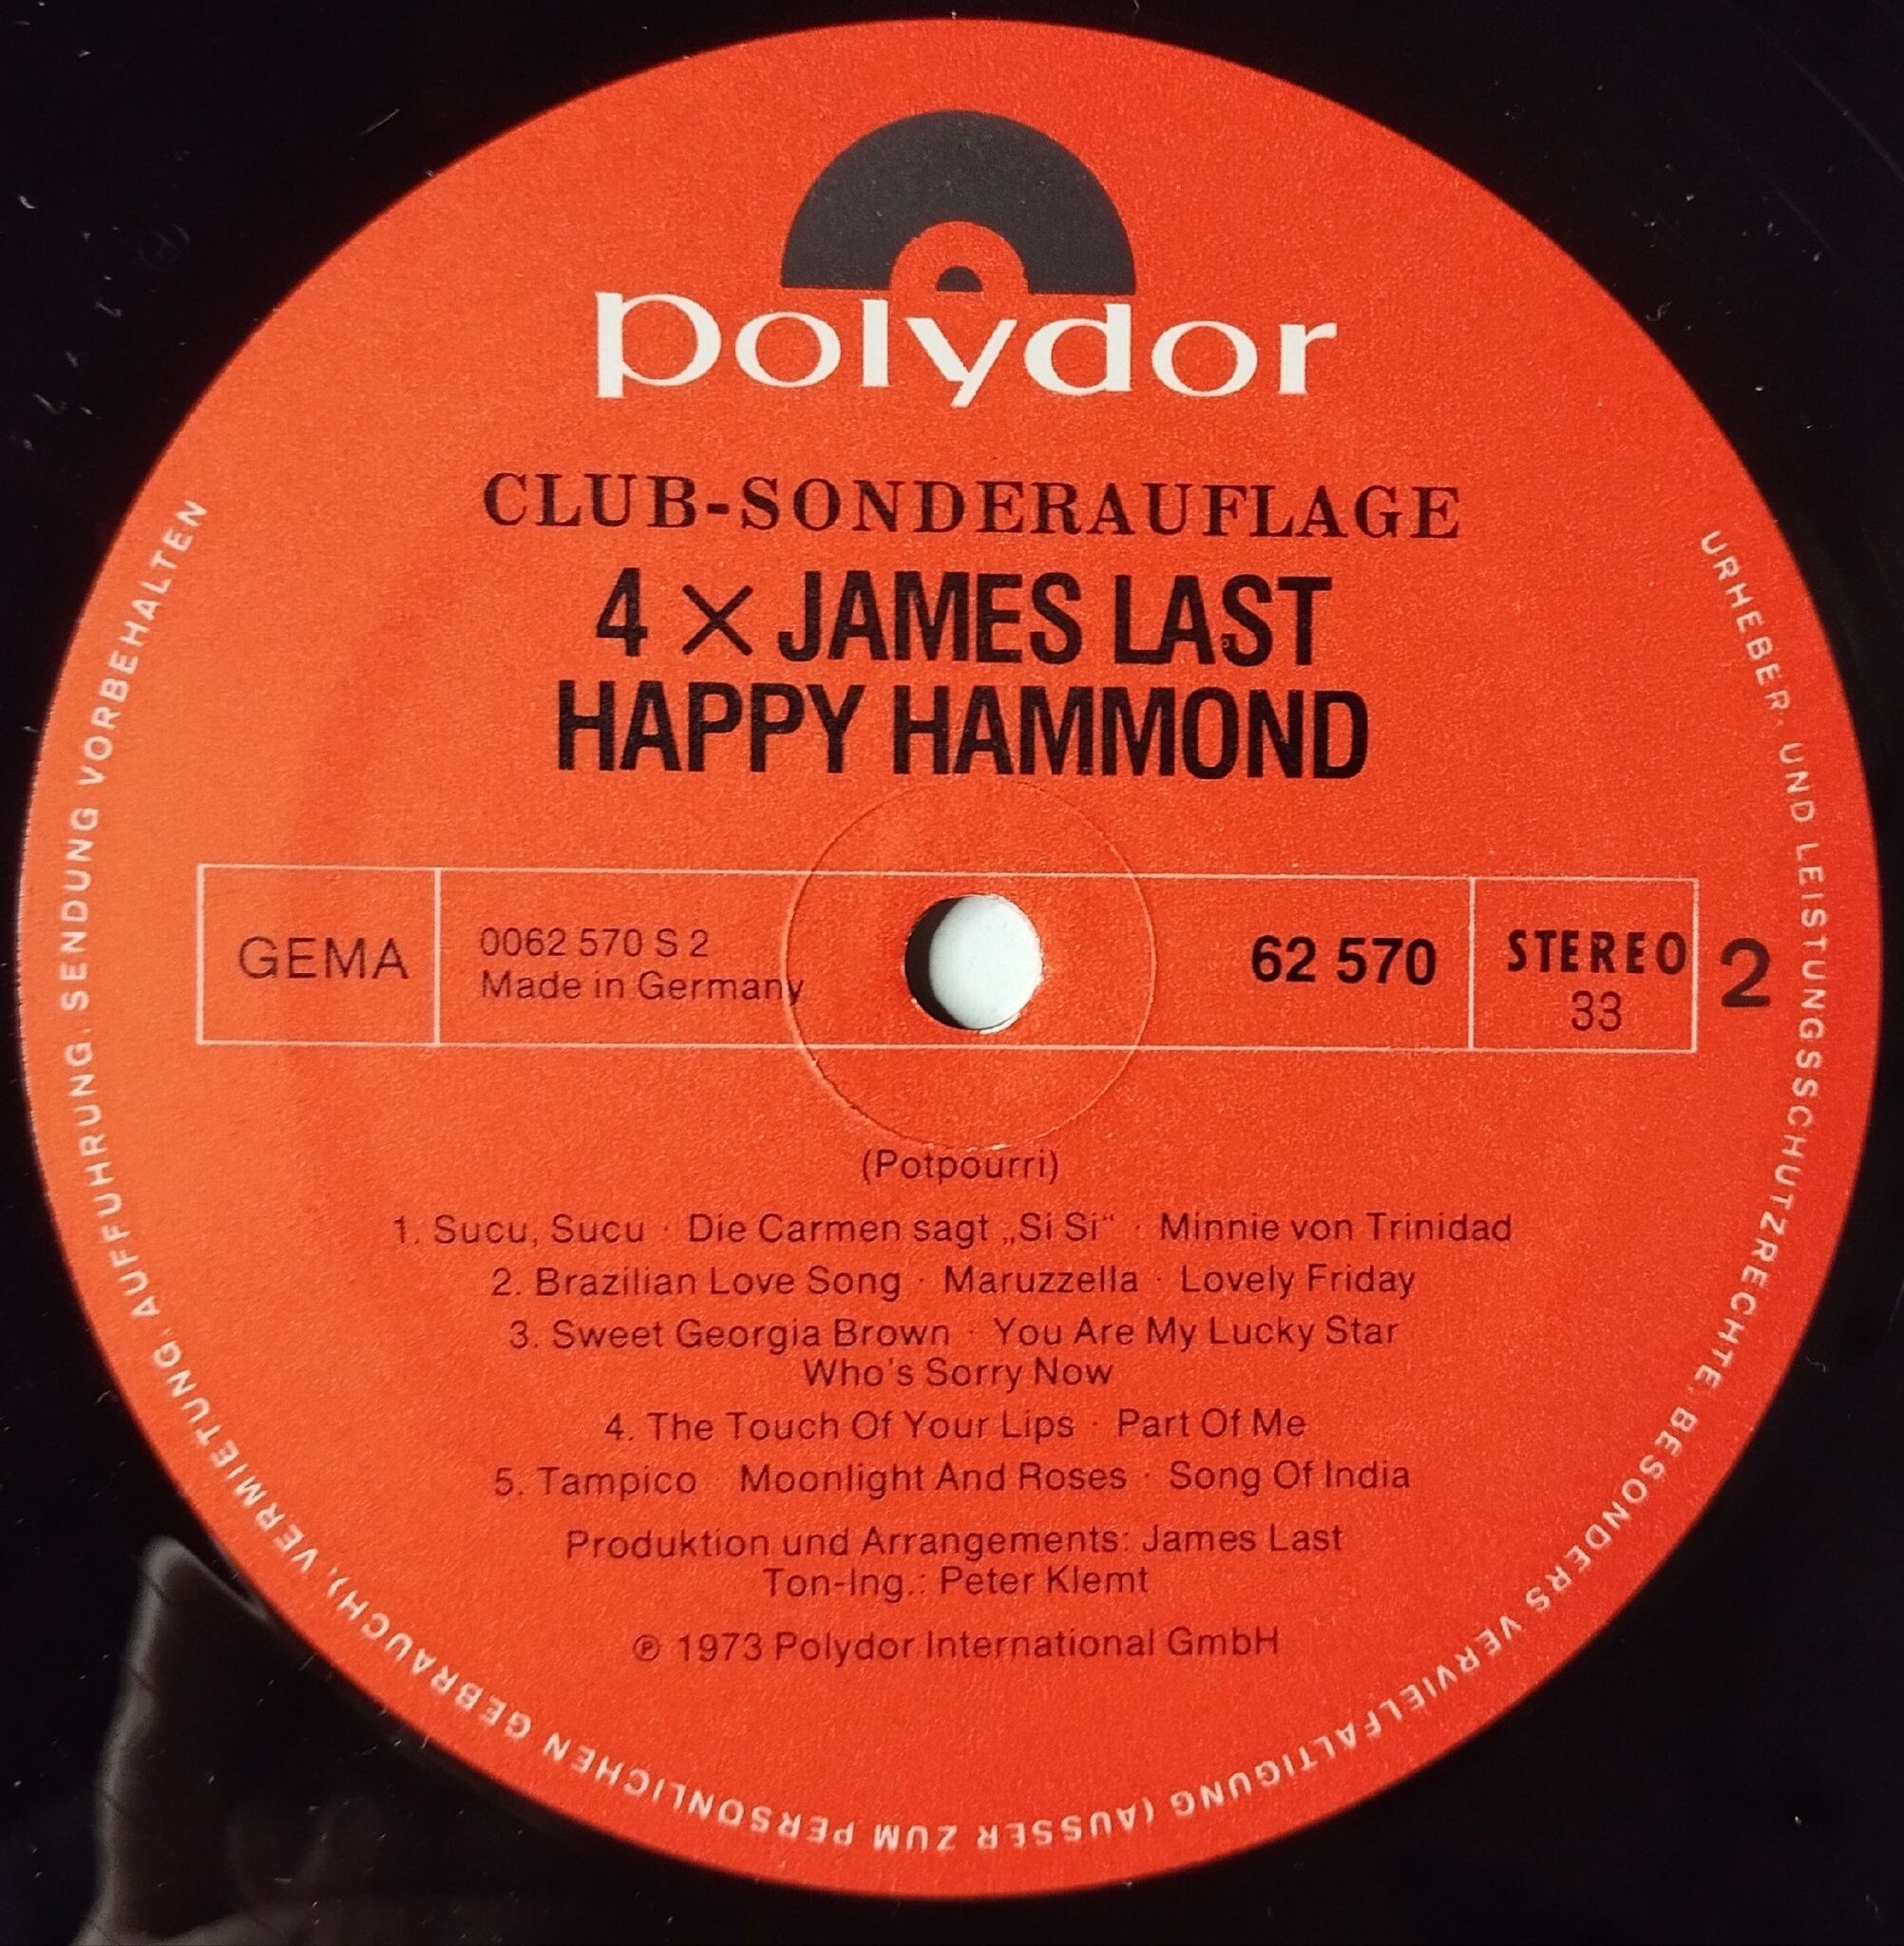 polydor
CLUB-SONDERAUFLAGE
4 × JAMES LAST
HAPPY HAMMOND
GEMA
0062 570 S 2
Made in Germany
62 570
STEREO
33
2
(Potpourri)
1. Sucu, Sucu · Die Carmen sagt „Si Si“ · Minnie von Trinidad
2. Brazilian Love Song · Maruzzella · Lovely Friday
3. Sweet Georgia Brown · You Are My Lucky Star
Who's Sorry Now
4. The Touch Of Your Lips · Part Of Me
5. Tampico · Moonlight And Roses · Song Of India
Produktion und Arrangements: James Last
Ton-Ing.: Peter Klemt
℗ 1973 Polydor International GmbH
URHEBER- UND LEISTUNGSSCHUTZRECHTE, BESONDERS VERVIELFÄLTIGUNG (AUSSER ZUM PERSÖNLICHEN GEBRAUCH), VERMIETUNG, AUFFÜHRUNG, SENDUNG VORBEHALTEN